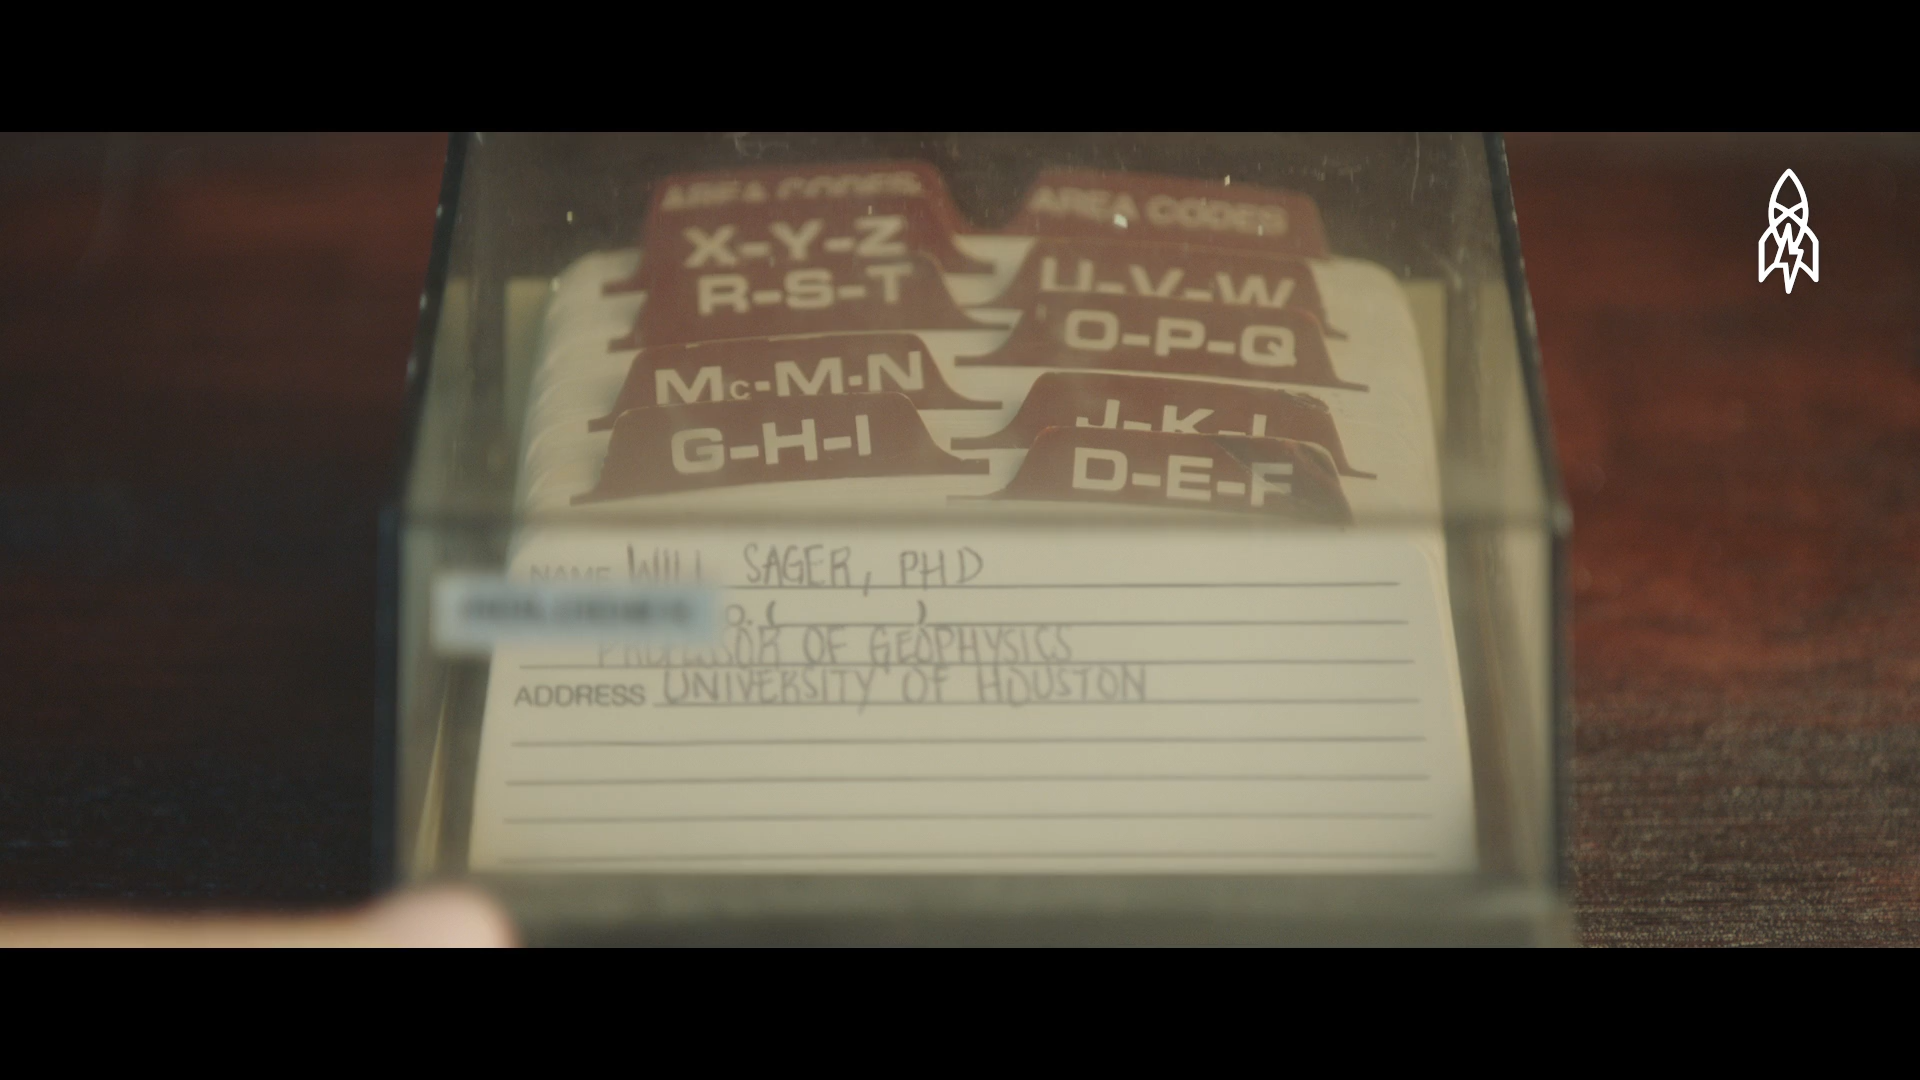 AREA CODES AREA CODES
X-Y-Z
U-V-W
R-S-T
O-P-Q
Mc-M-N
J-K-L
G-H-I
D-E-F
NAME WILL SAGER, PHD
O. ( )
PROFESSOR OF GEOPHYSICS
ADDRESS UNIVERSITY OF HOUSTON